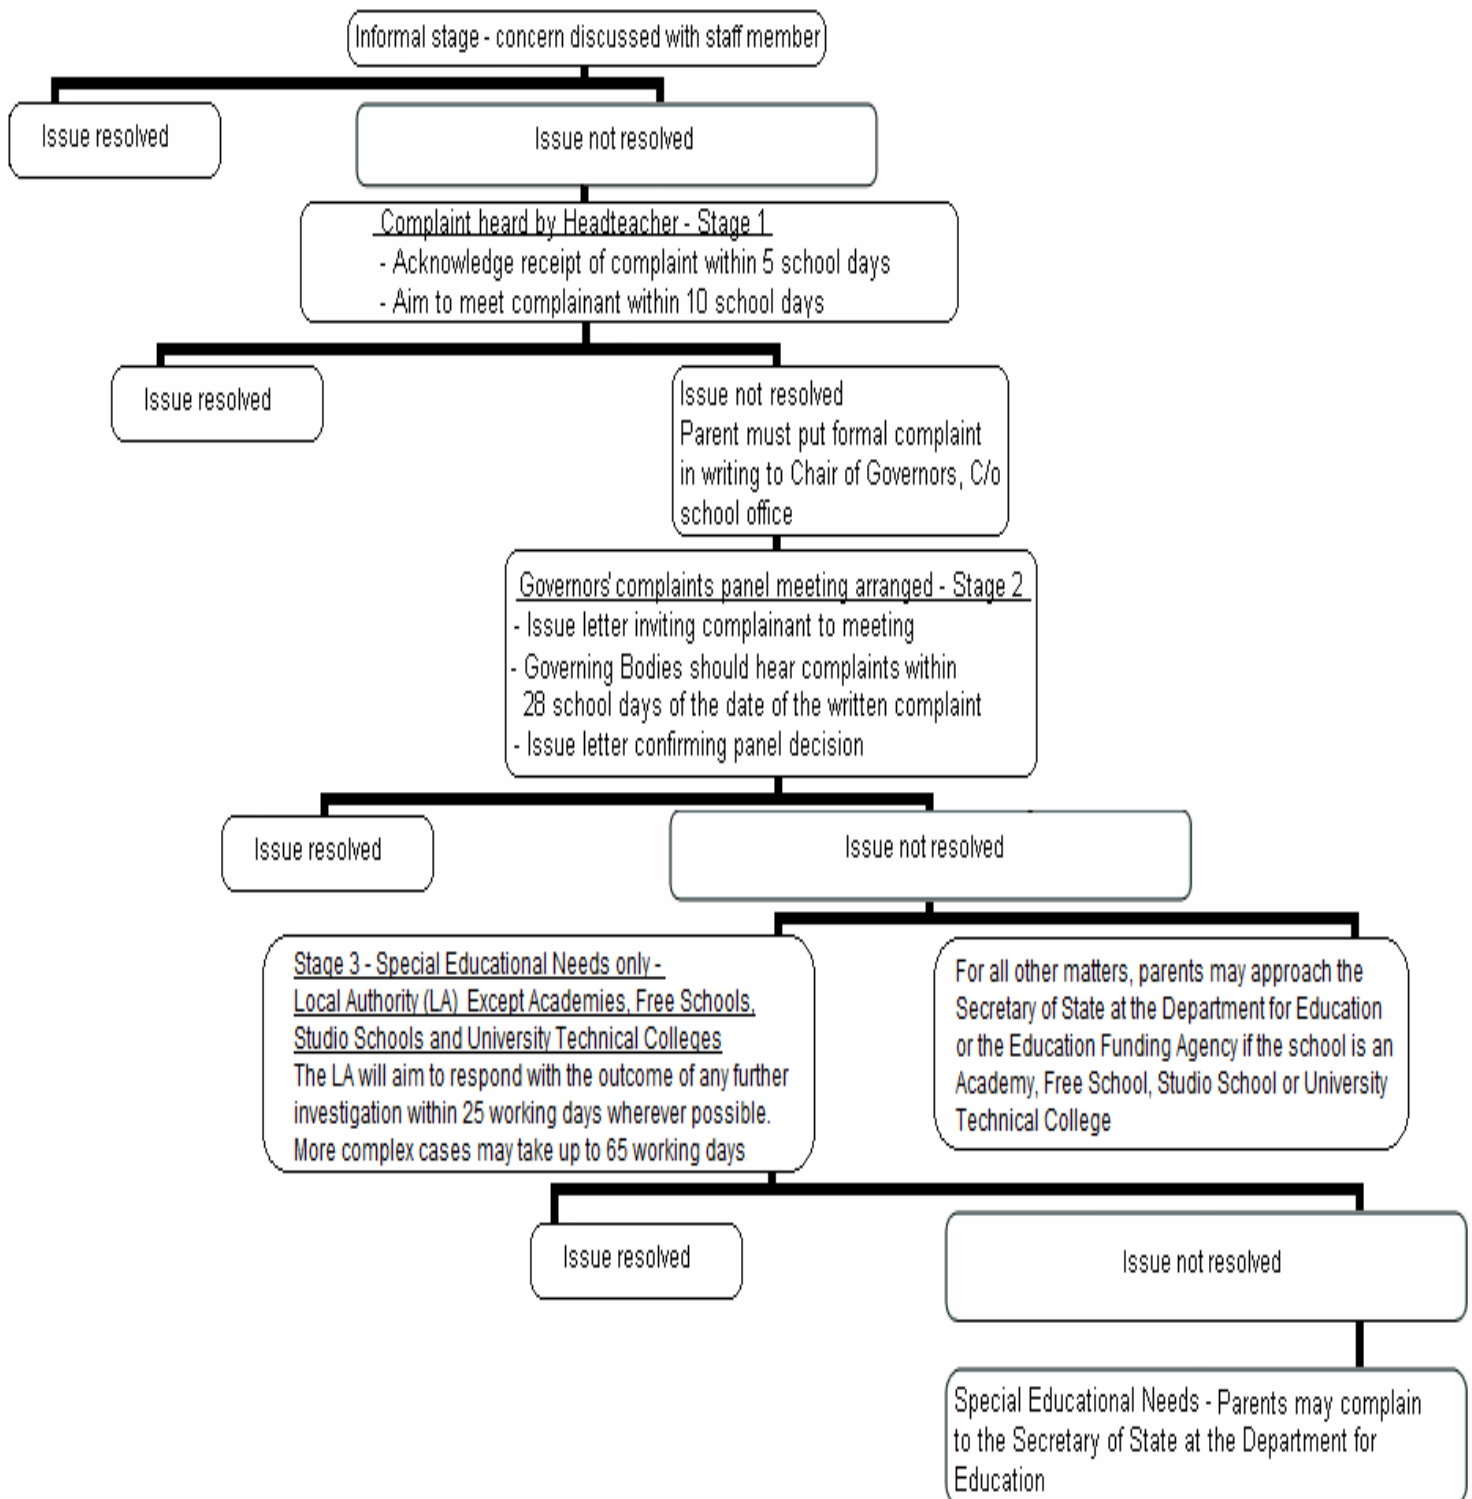 Informal stage - concern discussed with staff member
Issue resolved
Issue not resolved
Complaint heard by Headteacher - Stage 1
- Acknowledge receipt of complaint within 5 school days
- Aim to meet complainant within 10 school days
Issue resolved
Issue not resolved
Parent must put formal complaint
in writing to Chair of Governors, C/o
school office
Governors' complaints panel meeting arranged - Stage 2
- Issue letter inviting complainant to meeting
- Governing Bodies should hear complaints within
28 school days of the date of the written complaint
- Issue letter confirming panel decision
Issue resolved
Issue not resolved
Stage 3 - Special Educational Needs only -
Local Authority (LA) Except Academies, Free Schools,
Studio Schools and University Technical Colleges
The LA will aim to respond with the outcome of any further
investigation within 25 working days wherever possible.
More complex cases may take up to 65 working days
For all other matters, parents may approach the
Secretary of State at the Department for Education
or the Education Funding Agency if the school is an
Academy, Free School, Studio School or University
Technical College
Issue resolved
Issue not resolved
Special Educational Needs - Parents may complain
to the Secretary of State at the Department for
Education